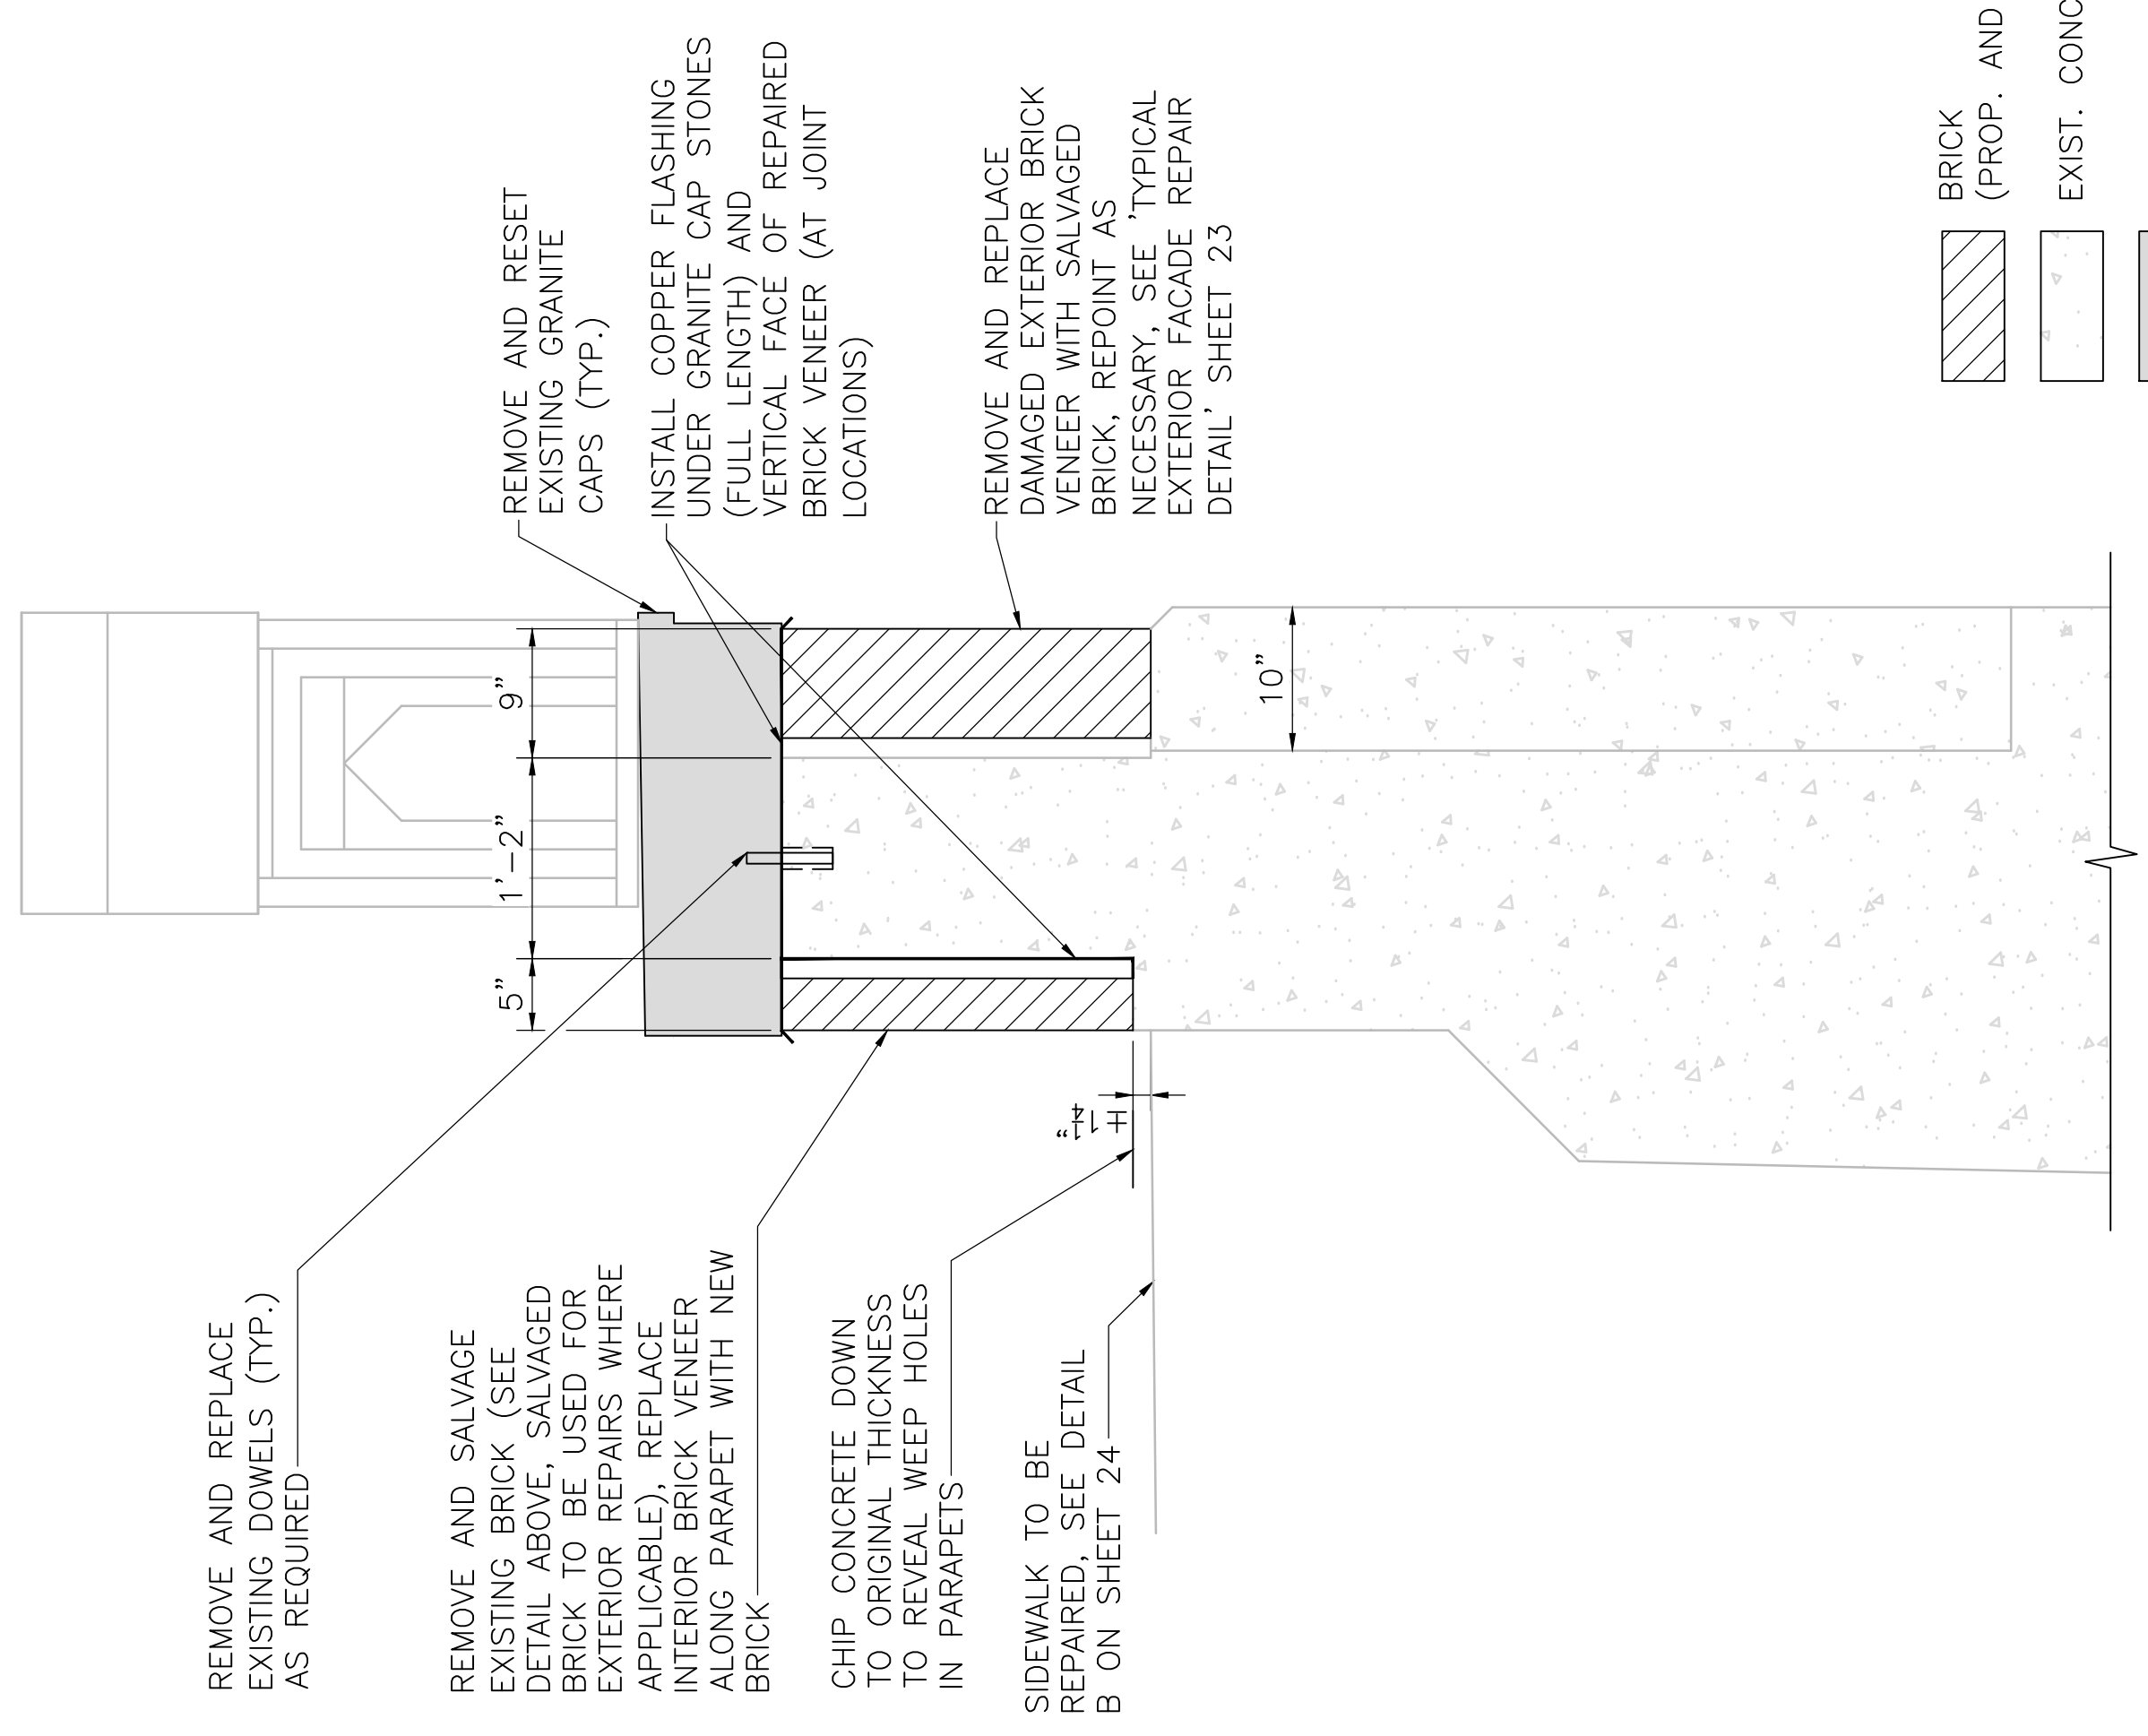 REMOVE AND REPLACE
EXISTING DOWELS (TYP.)
AS REQUIRED
REMOVE AND SALVAGE
EXISTING BRICK (SEE
DETAIL ABOVE, SALVAGED
BRICK TO BE USED FOR
EXTERIOR REPAIRS WHERE
APPLICABLE), REPLACE
INTERIOR BRICK VENEER
ALONG PARAPET WITH NEW
BRICK
CHIP CONCRETE DOWN
TO ORIGINAL THICKNESS
TO REVEAL WEEP HOLES
IN PARAPETS
SIDEWALK TO BE
REPAIRED, SEE DETAIL
B ON SHEET 24
5"
1'-2"
9"
±1¼"
10"
REMOVE AND RESET
EXISTING GRANITE
CAPS (TYP.)
INSTALL COPPER FLASHING
UNDER GRANITE CAP STONES
(FULL LENGTH) AND
VERTICAL FACE OF REPAIRED
BRICK VENEER (AT JOINT
LOCATIONS)
REMOVE AND REPLACE
DAMAGED EXTERIOR BRICK
VENEER WITH SALVAGED
BRICK, REPOINT AS
NECESSARY, SEE 'TYPICAL
EXTERIOR FACADE REPAIR
DETAIL' SHEET 23
BRICK
(PROP. AND
EXIST. CONC